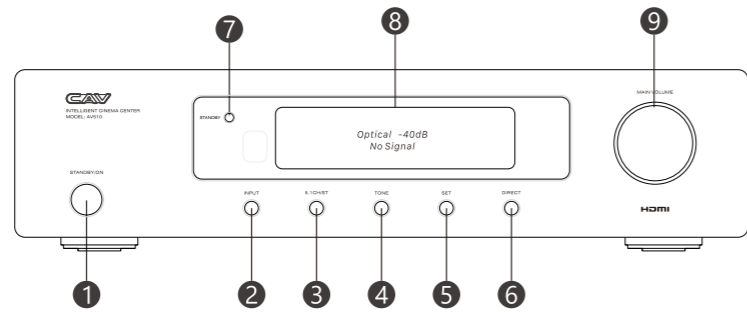 7
8
9
CAV
INTELLIGENT CINEMA CENTER
MODEL: AV510
STANDBY
Optical -40dB
No Signal
MAIN VOLUME
STANDBY/ON
INPUT
5.1CH/BT
TONE
SET
DIRECT
HDMI
1
2
3
4
5
6